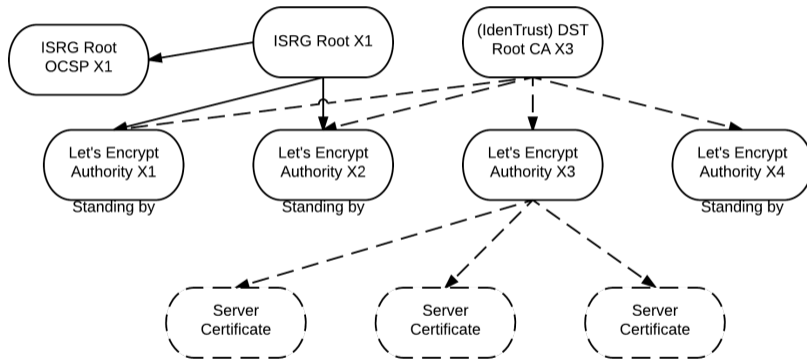 ISRG Root
OCSP X1
ISRG Root X1
(IdenTrust) DST
Root CA X3
Let's Encrypt
Authority X1
Standing by
Let's Encrypt
Authority X2
Standing by
Let's Encrypt
Authority X3
Let's Encrypt
Authority X4
Standing by
Server
Certificate
Server
Certificate
Server
Certificate